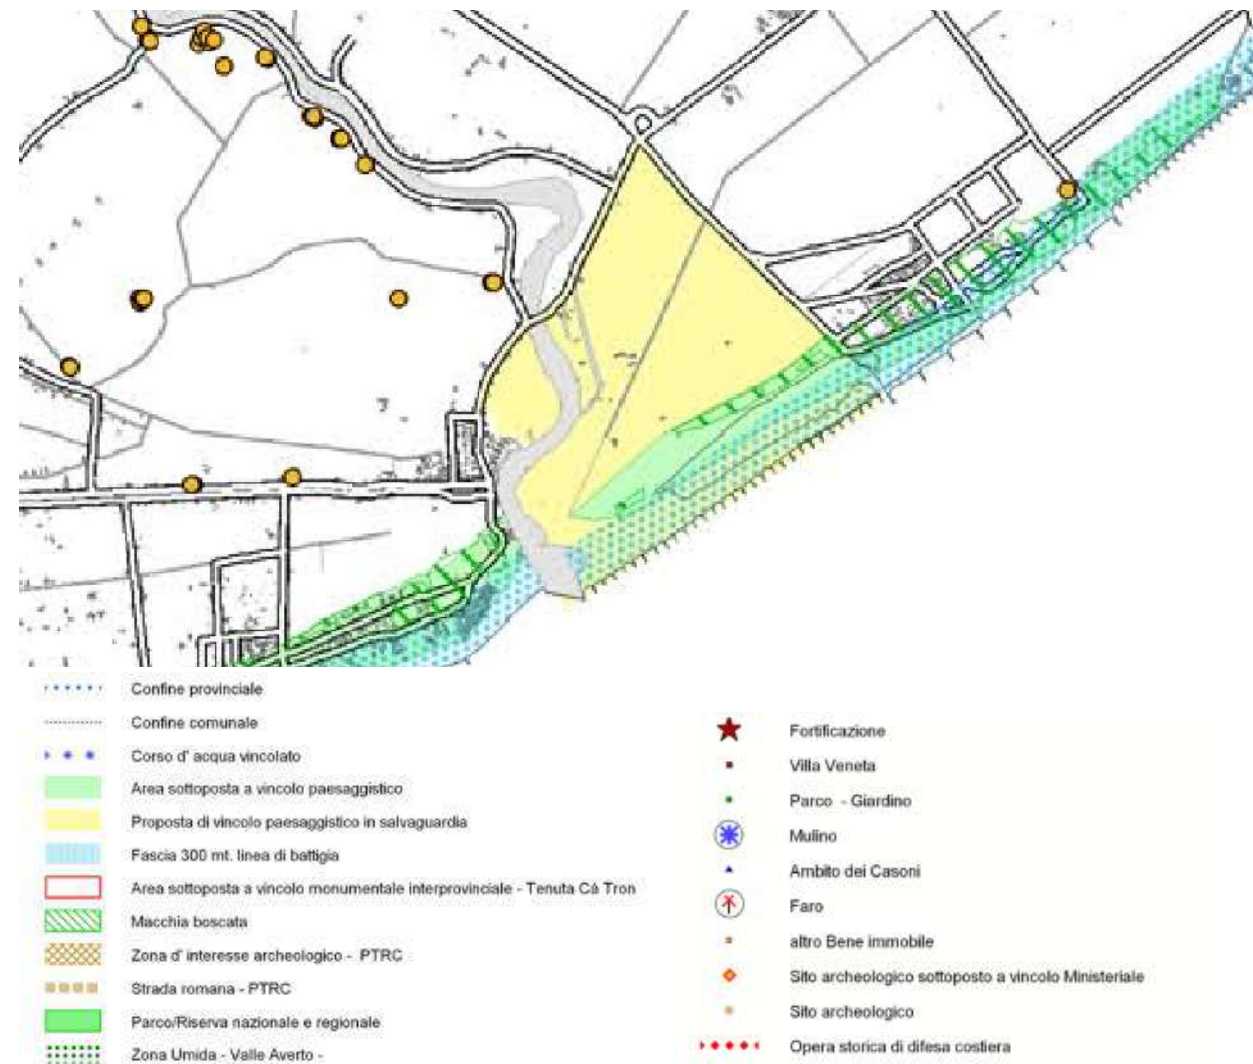 Confine provinciale
Confine comunale
Corso d' acqua vincolato
Area sottoposta a vincolo paesaggistico
Proposta di vincolo paesaggistico in salvaguardia
Fascia 300 mt. linea di battigia
Area sottoposta a vincolo monumentale interprovinciale - Tenuta Cà Tron
Macchia boscata
Zona d' interesse archeologico - PTRC
Strada romana - PTRC
Parco/Riserva nazionale e regionale
Zona Umida - Valle Averto -
Fortificazione
Villa Veneta
Parco - Giardino
Mulino
Ambito dei Casoni
Faro
altro Bene immobile
Sito archeologico sottoposto a vincolo Ministeriale
Sito archeologico
Opera storica di difesa costiera